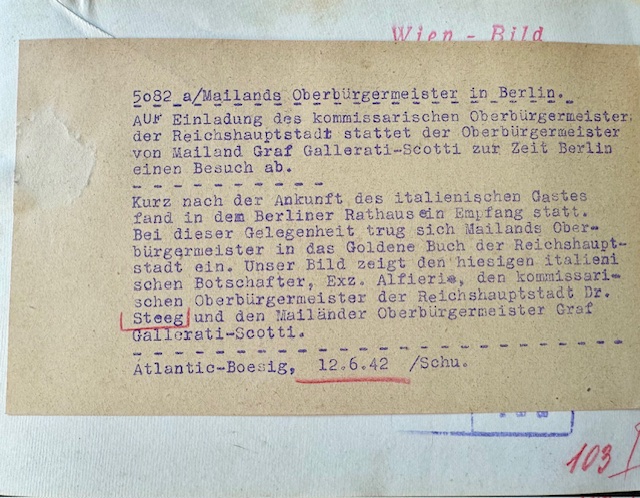 Wien - Bild
5082 a/Mailands Oberbürgermeister in Berlin.
AUF Einladung des kommissarischen Oberbürgermeister
der Reichshauptstadt stattet der Oberbürgermeister
von Mailand Graf Gallerati-Scotti zur Zeit Berlin
einen Besuch ab.
Kurz nach der Ankunft des italienischen Gastes
fand in dem Berliner Rathaus ein Empfang statt.
Bei dieser Gelegenheit trug sich Mailands Ober-
bürgermeister in das Goldene Buch der Reichshaupt-
stadt ein. Unser Bild zeigt den hiesigen italieni
schen Botschafter, Exz. Alfieri, den kommissari-
schen Oberbürgermeister der Reichshauptstadt Dr.
Steeg und den Mailänder Oberbürgermeister Graf
Gallerati-Scotti.
Atlantic-Boesig, 12.6.42 /Schu.
103